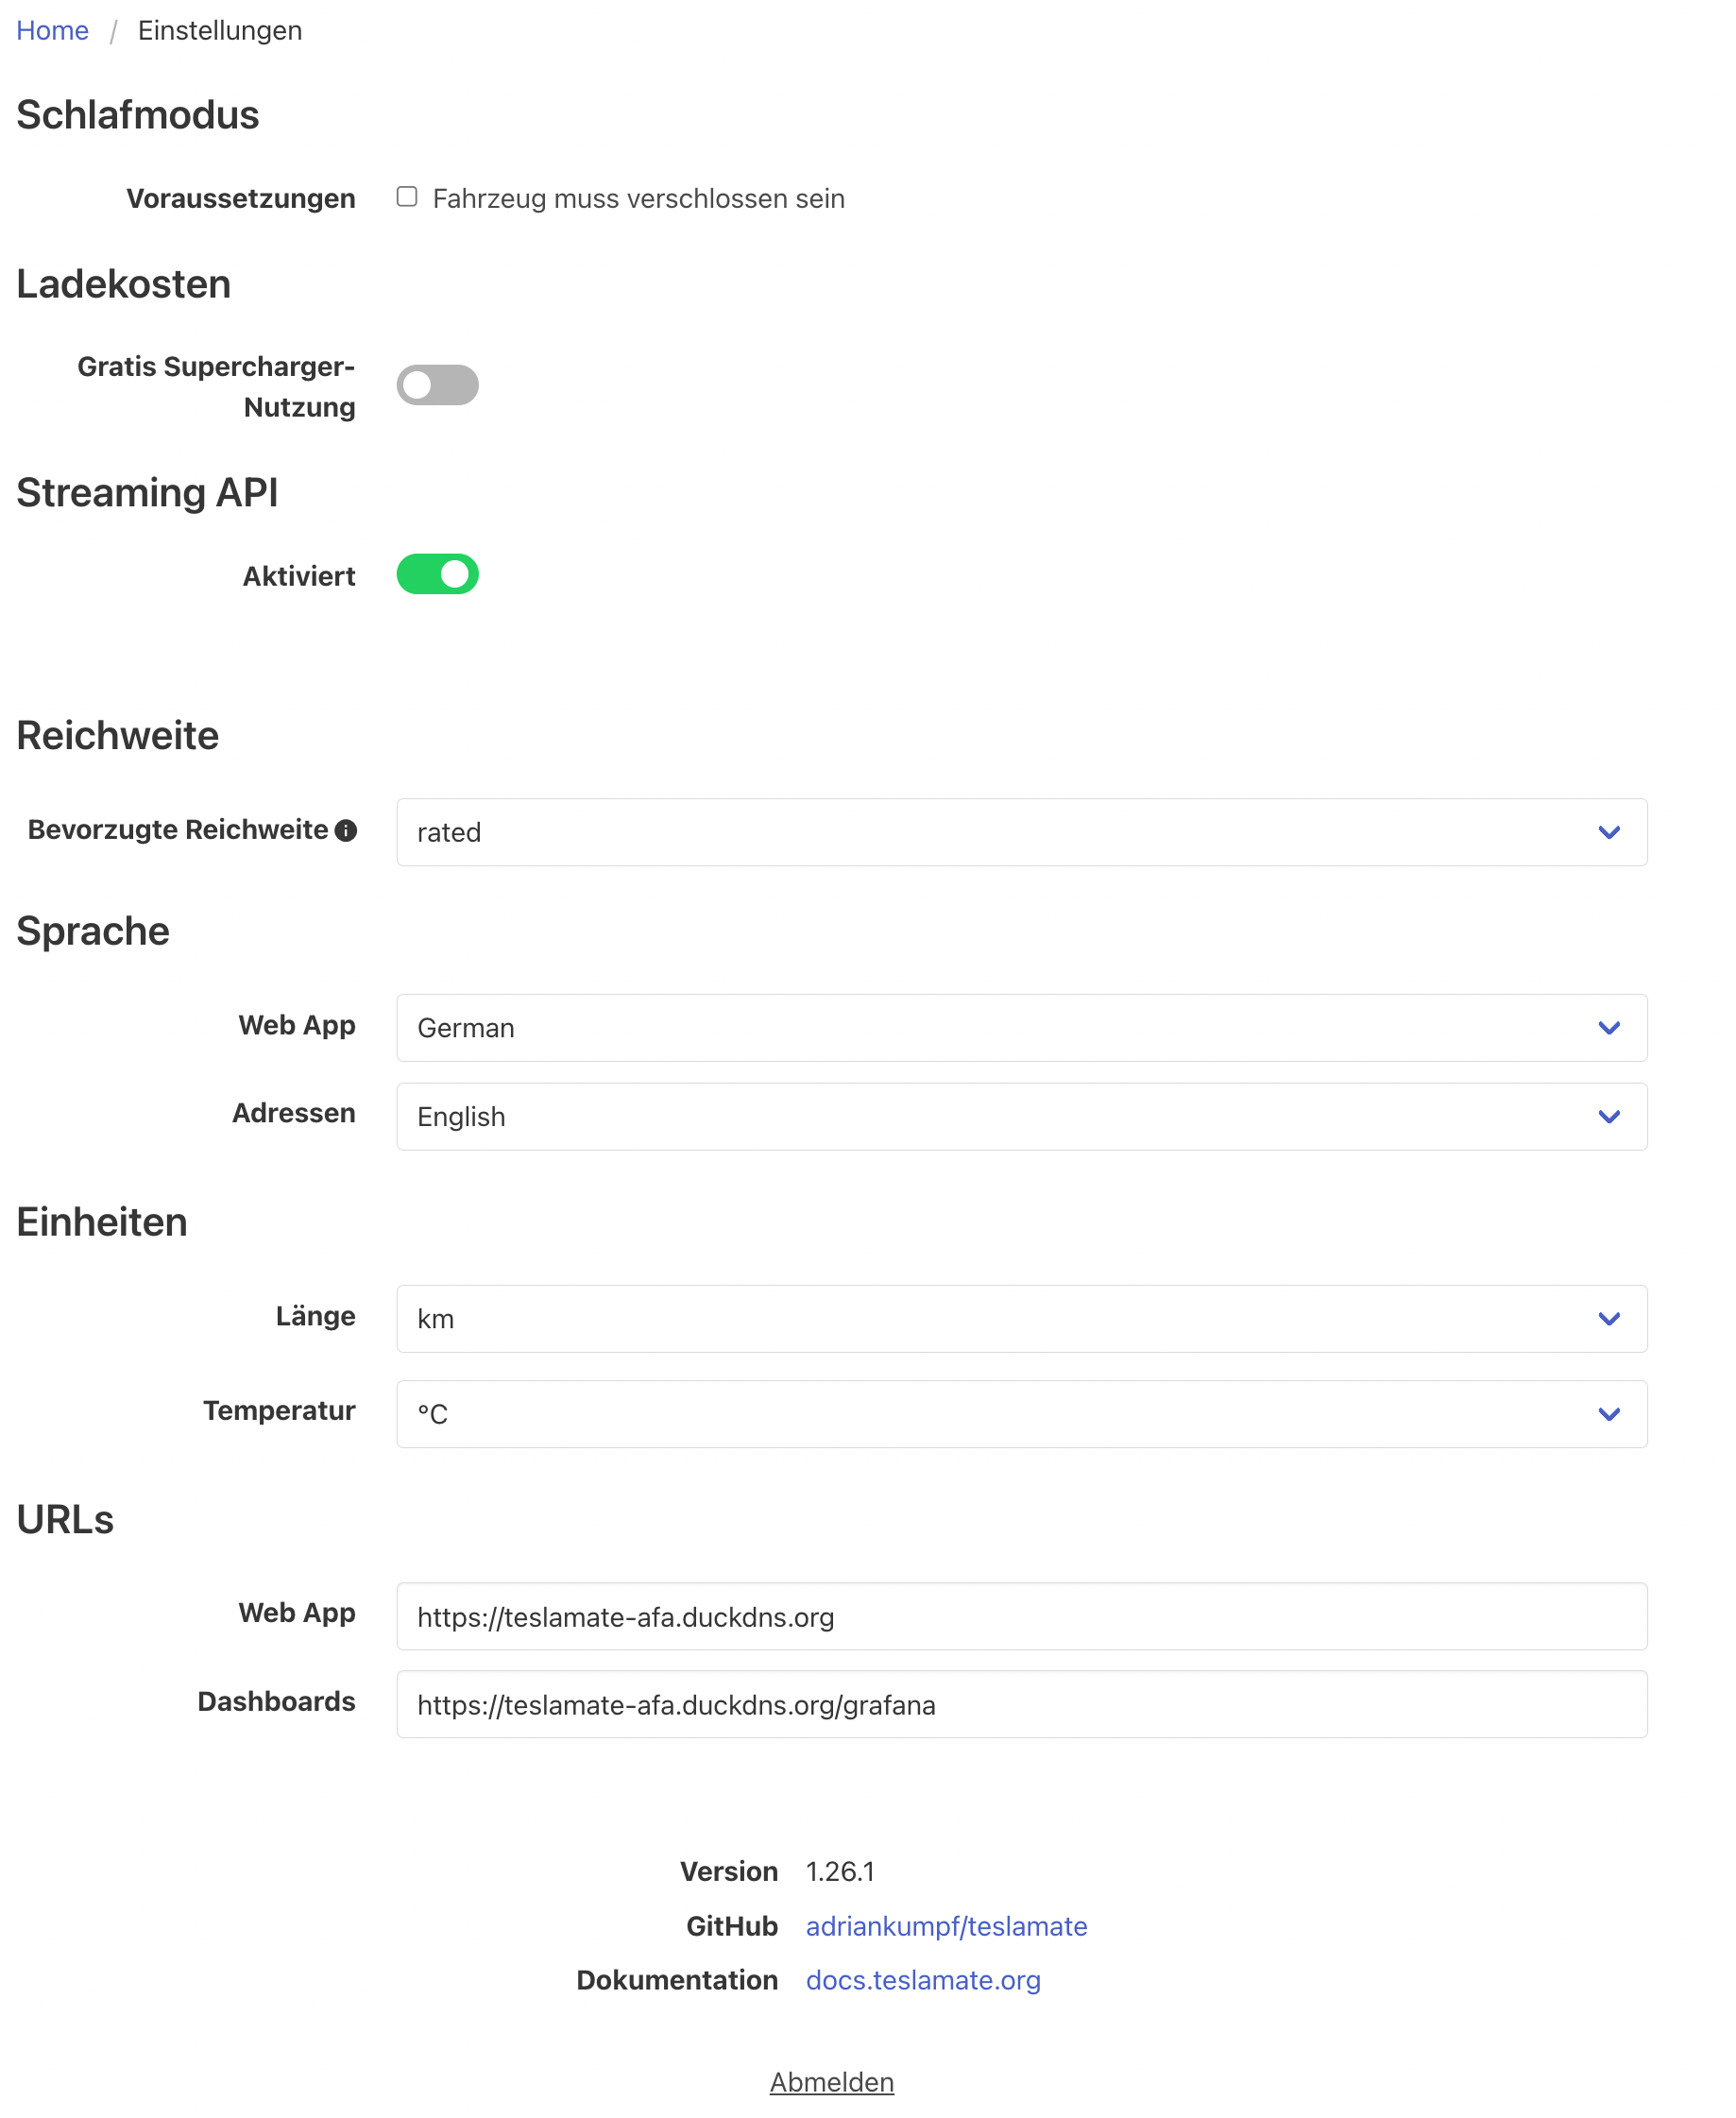 Home / Einstellungen
Schlafmodus
Voraussetzungen Fahrzeug muss verschlossen sein
Ladekosten
Gratis Supercharger-
Nutzung
Streaming API
Aktiviert
Reichweite
Bevorzugte Reichweite rated
Sprache
Web App German
Adressen English
Einheiten
Länge km
Temperatur °C
URLs
Web App https://teslamate-afa.duckdns.org
Dashboards https://teslamate-afa.duckdns.org/grafana
Version 1.26.1
GitHub adriankumpf/teslamate
Dokumentation docs.teslamate.org
Abmelden